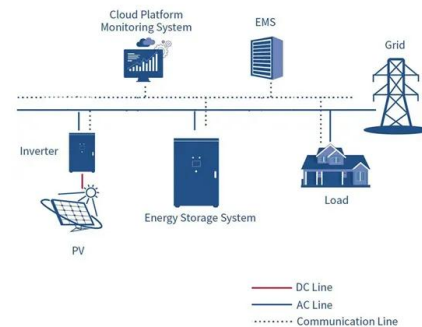 Cloud Platform
Monitoring System
EMS
Grid
Inverter
Energy Storage System
Load
PV
DC Line
AC Line
Communication Line